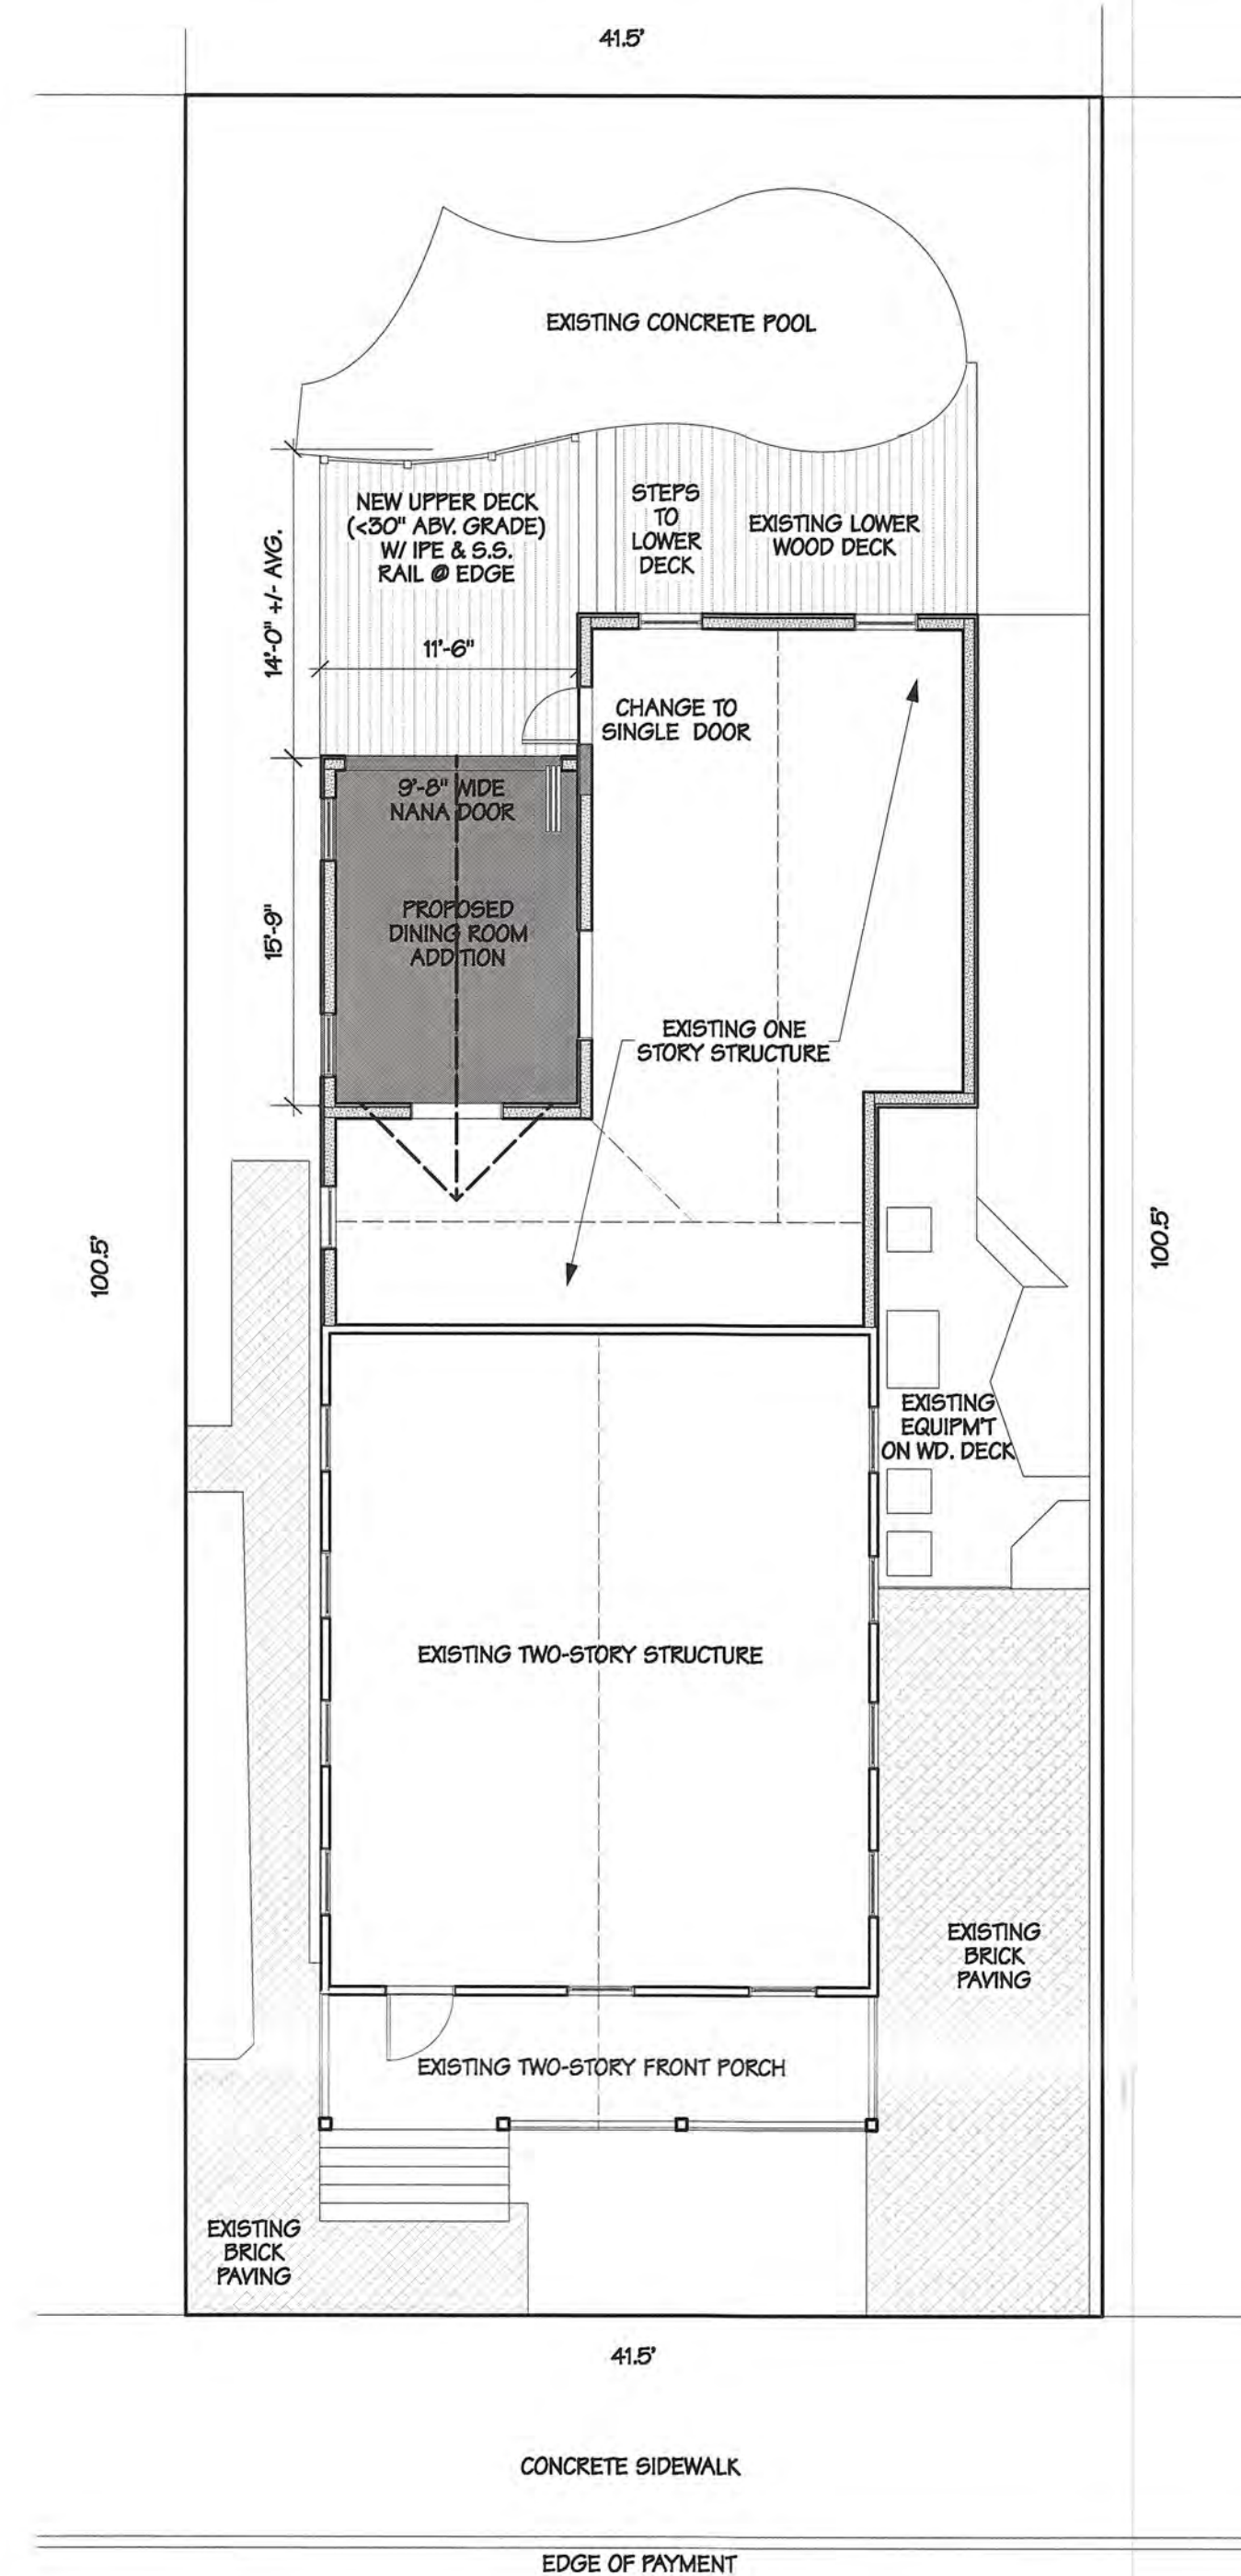 41.5'
EXISTING CONCRETE POOL
NEW UPPER DECK
(<30" ABV. GRADE)
W/ IPE & S.S.
RAIL @ EDGE
STEPS
TO
LOWER
DECK
EXISTING LOWER
WOOD DECK
14'-0" +/- AVG.
11'-6"
CHANGE TO
SINGLE DOOR
9'-8" WIDE
NANA DOOR
PROPOSED
DINING ROOM
ADDITION
15'-9"
EXISTING ONE
STORY STRUCTURE
100.5'
100.5'
EXISTING
EQUIPM'T
ON WD. DECK
EXISTING TWO-STORY STRUCTURE
EXISTING
BRICK
PAVING
EXISTING TWO-STORY FRONT PORCH
EXISTING
BRICK
PAVING
41.5'
CONCRETE SIDEWALK
EDGE OF PAYMENT